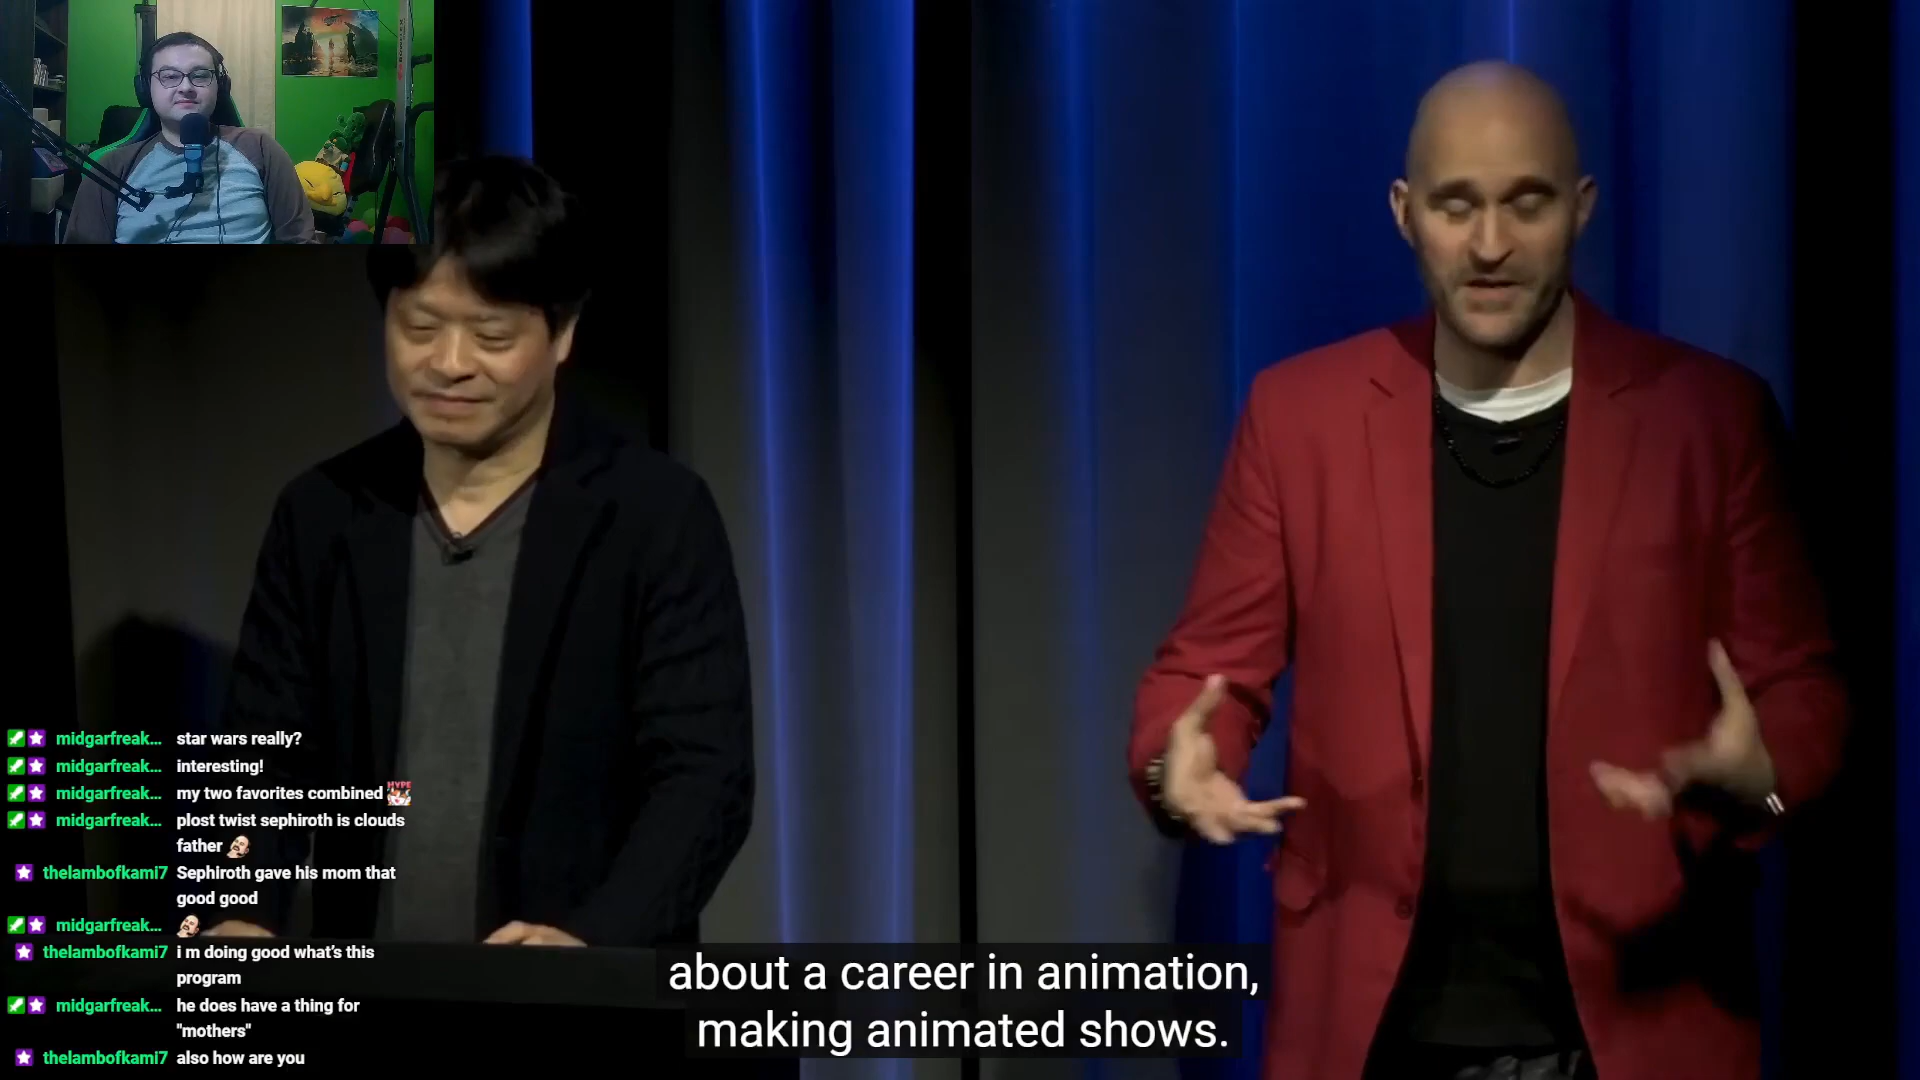 midgarfreak... star wars really?
midgarfreak... interesting!
midgarfreak... my two favorites combined HYPE
midgarfreak... plost twist sephiroth is clouds
father
thelambofkami7 Sephiroth gave his mom that
good good
midgarfreak...
thelambofkami7 i m doing good what's this
program
midgarfreak... he does have a thing for
"mothers"
thelambofkami7 also how are you
about a career in animation,
making animated shows.